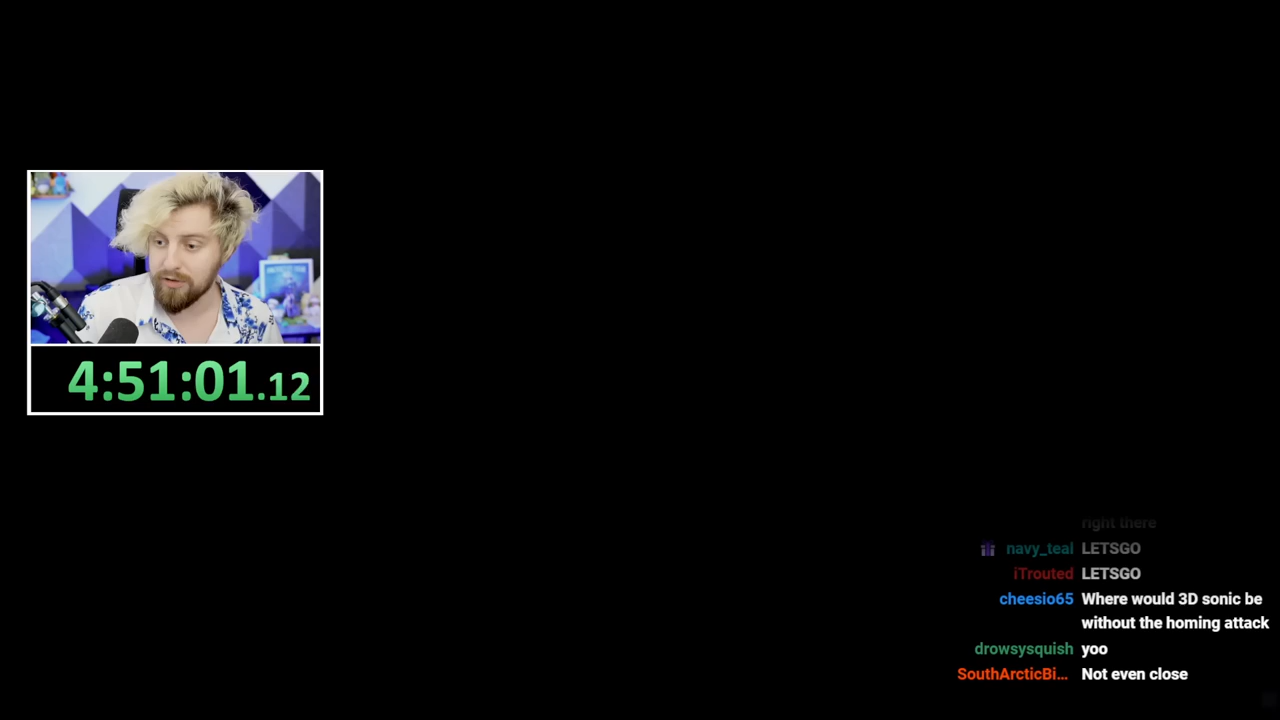 4:51:01.12
right there
navy_teal LETSGO
iTrouted LETSGO
cheesio65 Where would 3D sonic be
without the homing attack
drowsysquish yoo
SouthArcticBi... Not even close